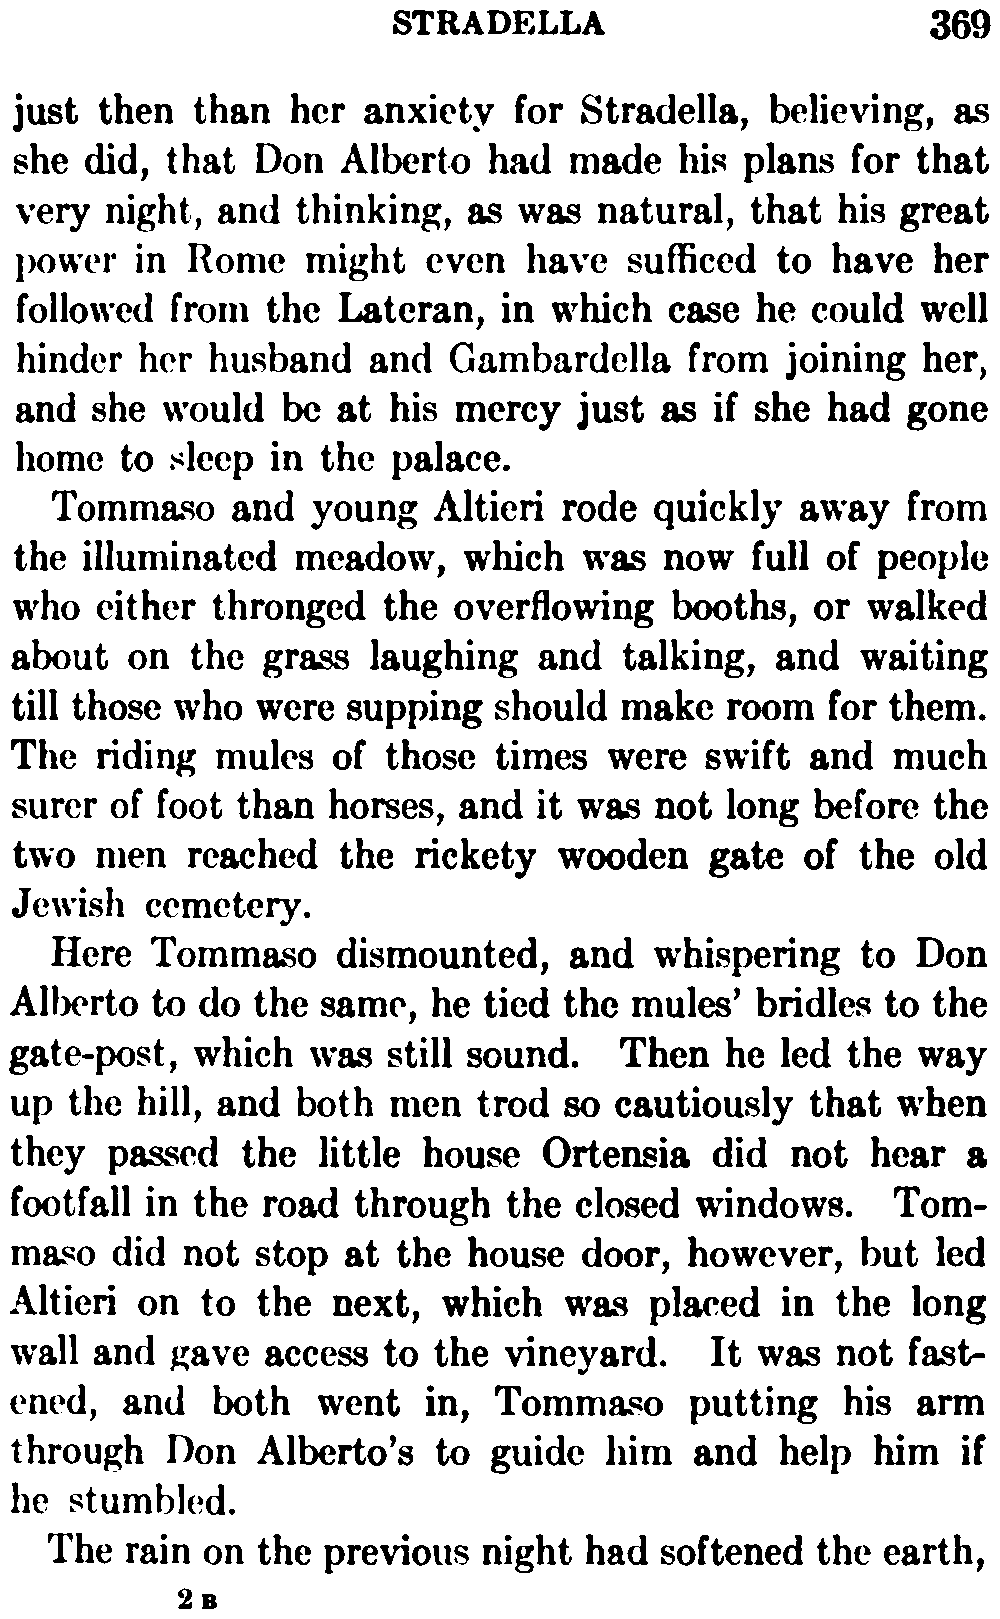 STRADELLA 369
just then than her anxiety for Stradella, believing, as
she did, that Don Alberto had made his plans for that
very night, and thinking, as was natural, that his great
power in Rome might even have sufficed to have her
followed from the Lateran, in which case he could well
hinder her husband and Gambardella from joining her,
and she would be at his mercy just as if she had gone
home to sleep in the palace.
Tommaso and young Altieri rode quickly away from
the illuminated meadow, which was now full of people
who either thronged the overflowing booths, or walked
about on the grass laughing and talking, and waiting
till those who were supping should make room for them.
The riding mules of those times were swift and much
surer of foot than horses, and it was not long before the
two men reached the rickety wooden gate of the old
Jewish cemetery.
Here Tommaso dismounted, and whispering to Don
Alberto to do the same, he tied the mules' bridles to the
gate-post, which was still sound. Then he led the way
up the hill, and both men trod so cautiously that when
they passed the little house Ortensia did not hear a
footfall in the road through the closed windows. Tom-
maso did not stop at the house door, however, but led
Altieri on to the next, which was placed in the long
wall and gave access to the vineyard. It was not fast-
ened, and both went in, Tommaso putting his arm
through Don Alberto's to guide him and help him if
he stumbled.
The rain on the previous night had softened the earth,
2 B